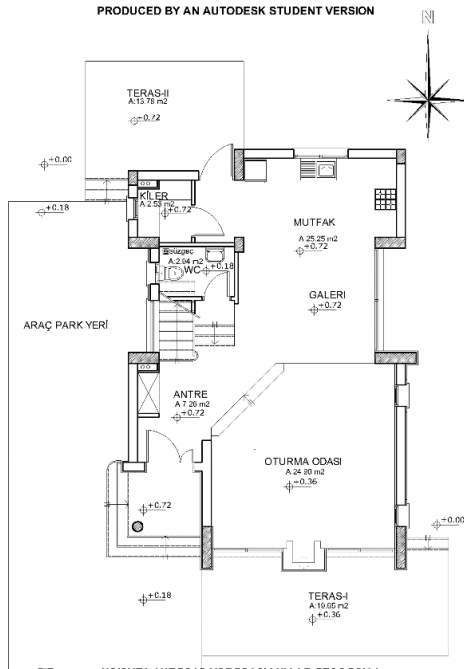 PRODUCED BY AN AUTODESK STUDENT VERSION
N
TERAS-II
A:13.78 m2
+0.72
+0.00
+0.18
KİLER
A:2.53 m2
+0.72
MUTFAK
A:25.25 m2
+0.72
süzgeç
A:2.94 m2
WC
+0.18
GALERI
+0.72
ARAÇ PARK YERİ
ANTRE
A:7.26 m2
+0.72
OTURMA ODASI
A:24.90 m2
+0.36
+0.72
+0.00
+0.18
TERAS-I
A:19.65 m2
+0.36